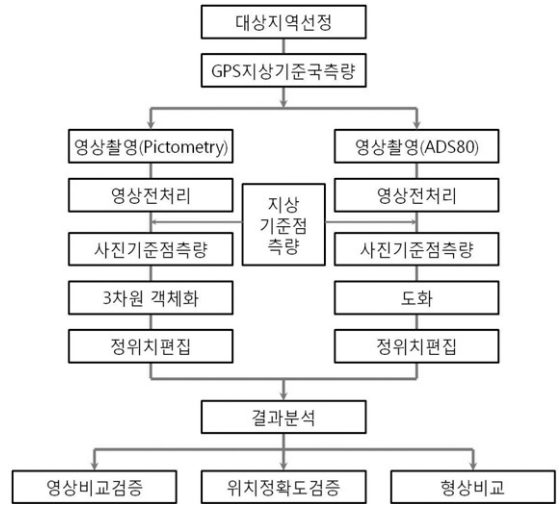 대상지역선정
GPS지상기준국측량
영상촬영(Pictometry)
영상촬영(ADS80)
영상전처리
영상전처리
지상
기준점
측량
사진기준점측량
사진기준점측량
3차원 객체화
도화
정위치편집
정위치편집
결과분석
영상비교검증
위치정확도검증
형상비교